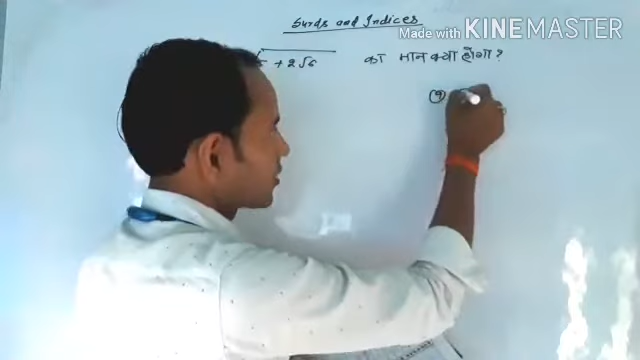 Surds and Indices
Made with KINEMASTER
+ 2√6 का मान क्या होगा ?